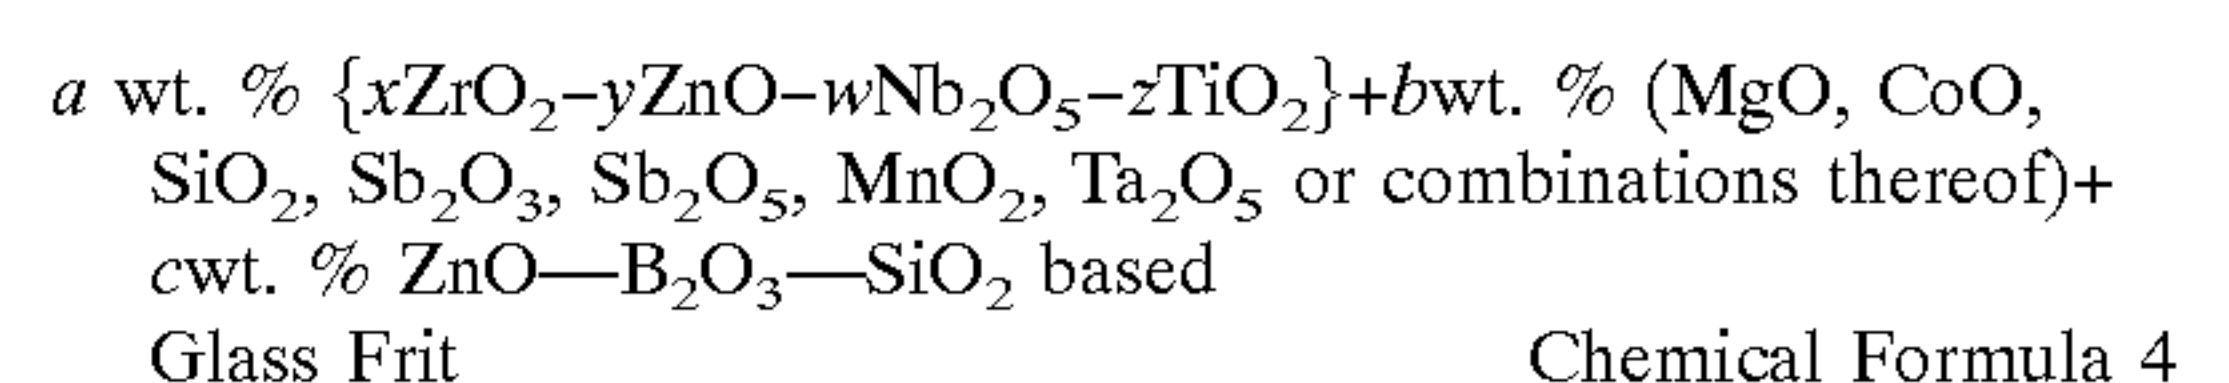 a wt. % {xZrO₂–yZnO–wNb₂O₅–zTiO₂}+bwt. % (MgO, CoO,
SiO₂, Sb₂O₃, Sb₂O₅, MnO₂, Ta₂O₅ or combinations thereof)+
cwt. % ZnO—B₂O₃—SiO₂ based
Glass Frit Chemical Formula 4